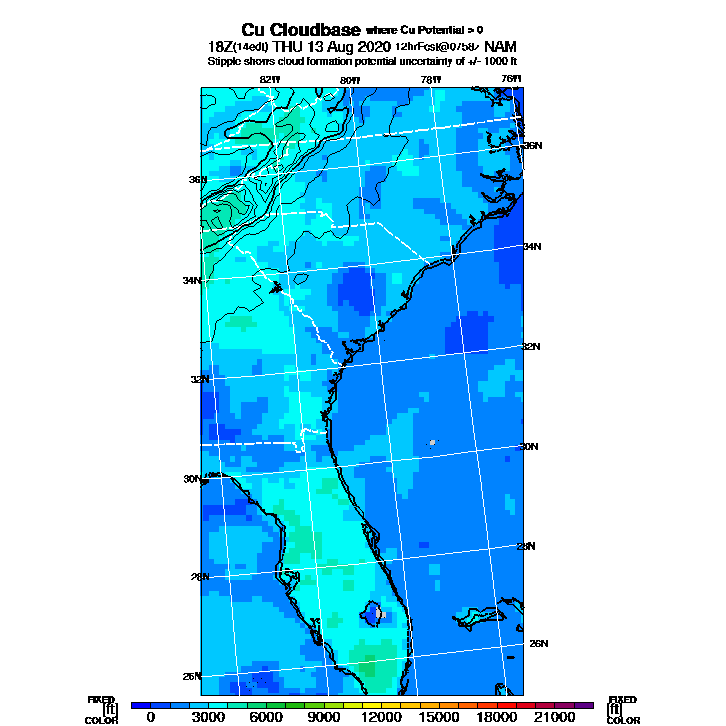 Cu Cloudbase where Cu Potential > 0
18Z(14edt) THU 13 Aug 2020 12hrFcst@0758z NAM
Stipple shows cloud formation potential uncertainty of +/- 1000 ft
82W 80W 78W 76W
36N 36N
34N 34N
32N 32N
30N 30N
28N 28N
26N 26N
FIXED FIXED
[ft] [ft]
COLOR COLOR
0 3000 6000 9000 12000 15000 18000 21000